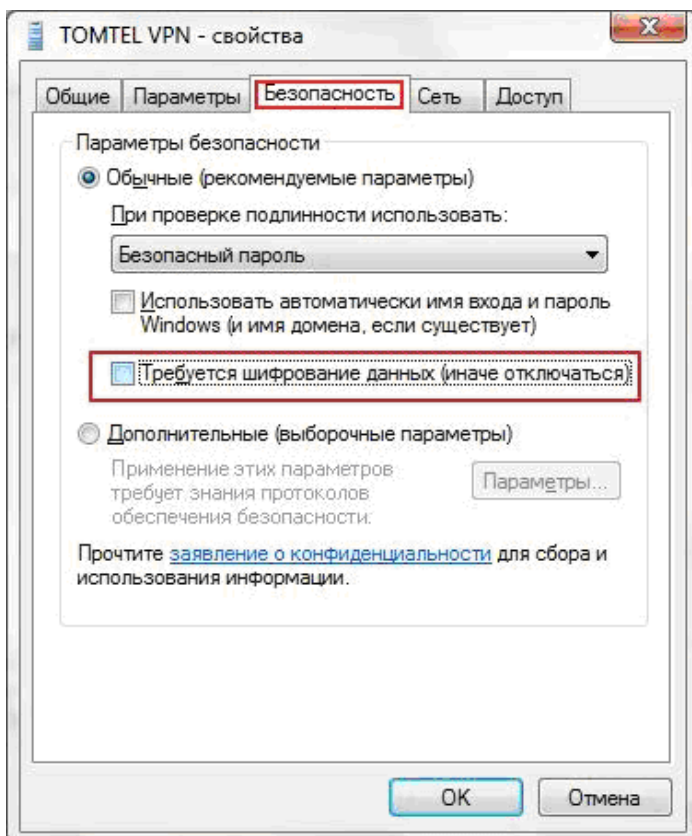 TOMTEL VPN - свойства
Общие Параметры Безопасность Сеть Доступ
Параметры безопасности
Обычные (рекомендуемые параметры)
При проверке подлинности использовать:
Безопасный пароль
Использовать автоматически имя входа и пароль
Windows (и имя домена, если существует)
Требуется шифрование данных (иначе отключаться)
Дополнительные (выборочные параметры)
Применение этих параметров
требует знания протоколов
обеспечения безопасности.
Параметры...
Прочтите заявление о конфиденциальности для сбора и
использования информации.
OK Отмена